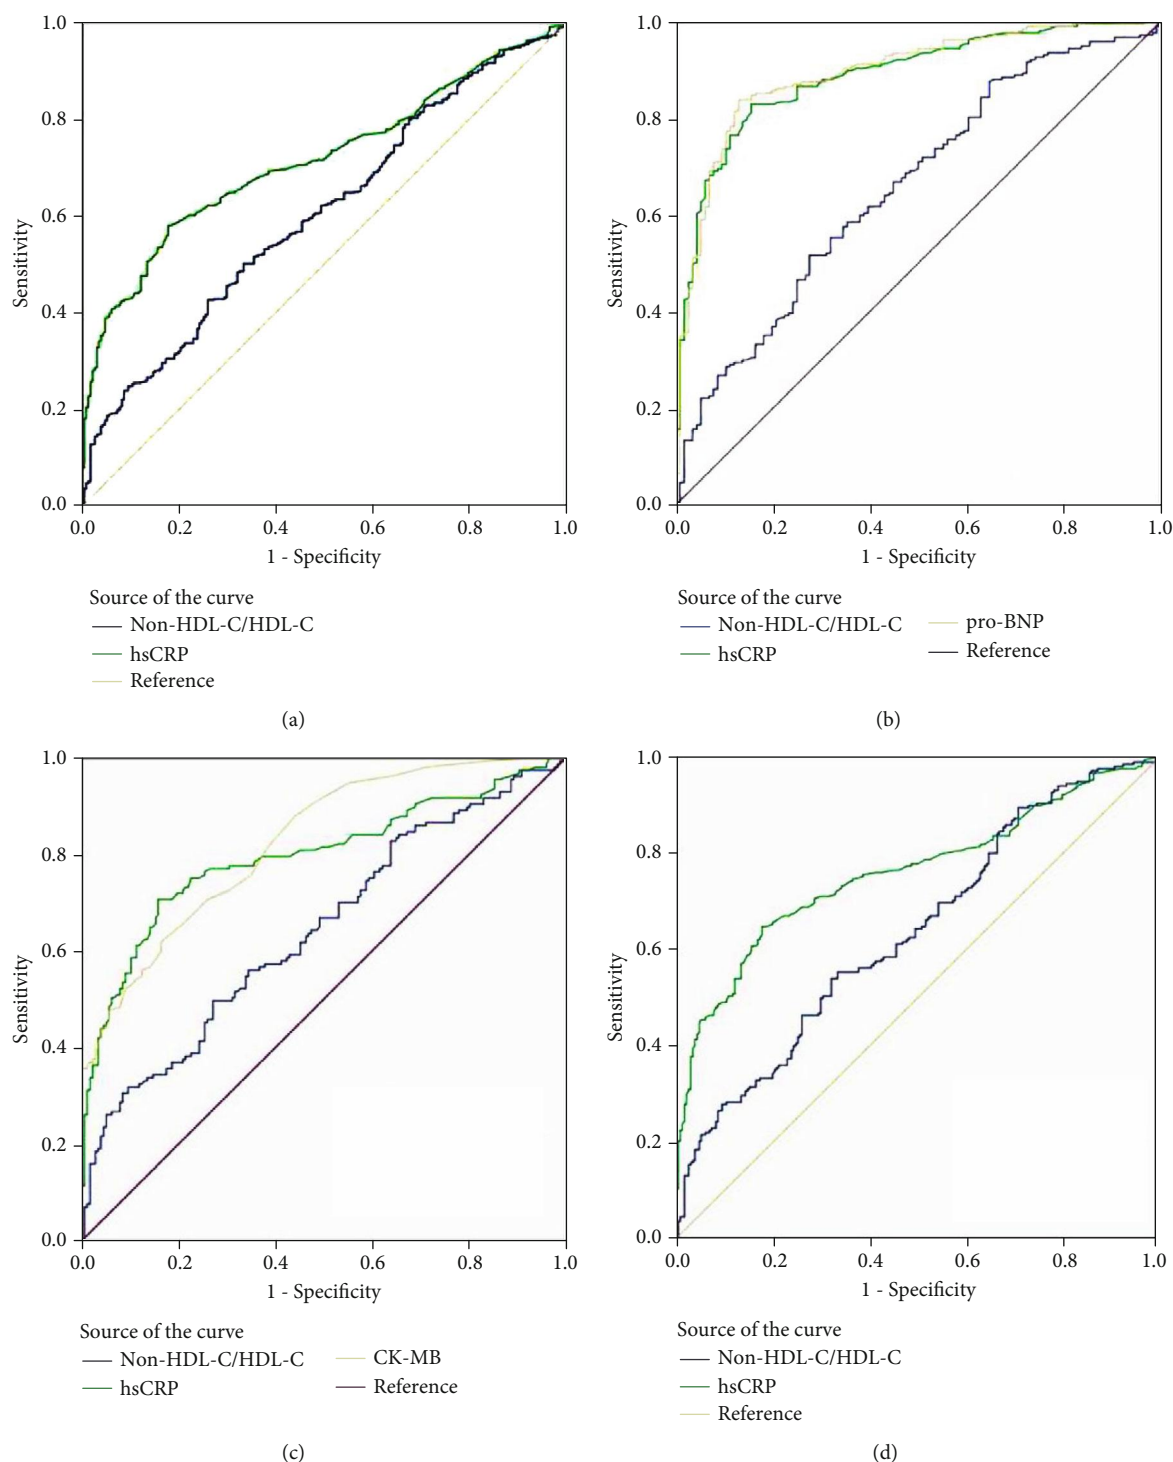 (a)
(b)
1.0
0.8
0.6
0.4
0.2
0.0
Sensitivity
0.0 0.2 0.4 0.6 0.8 1.0
1 - Specificity
Source of the curve
Non-HDL-C/HDL-C
hsCRP
Reference
(a)
1.0
0.8
0.6
0.4
0.2
0.0
Sensitivity
0.0 0.2 0.4 0.6 0.8 1.0
1 - Specificity
Source of the curve
Non-HDL-C/HDL-C pro-BNP
hsCRP Reference
(b)
1.0
0.8
0.6
0.4
0.2
0.0
Sensitivity
0.0 0.2 0.4 0.6 0.8 1.0
1 - Specificity
Source of the curve
Non-HDL-C/HDL-C CK-MB
hsCRP Reference
(c)
1.0
0.8
0.6
0.4
0.2
0.0
Sensitivity
0.0 0.2 0.4 0.6 0.8 1.0
1 - Specificity
Source of the curve
Non-HDL-C/HDL-C
hsCRP
Reference
(d)